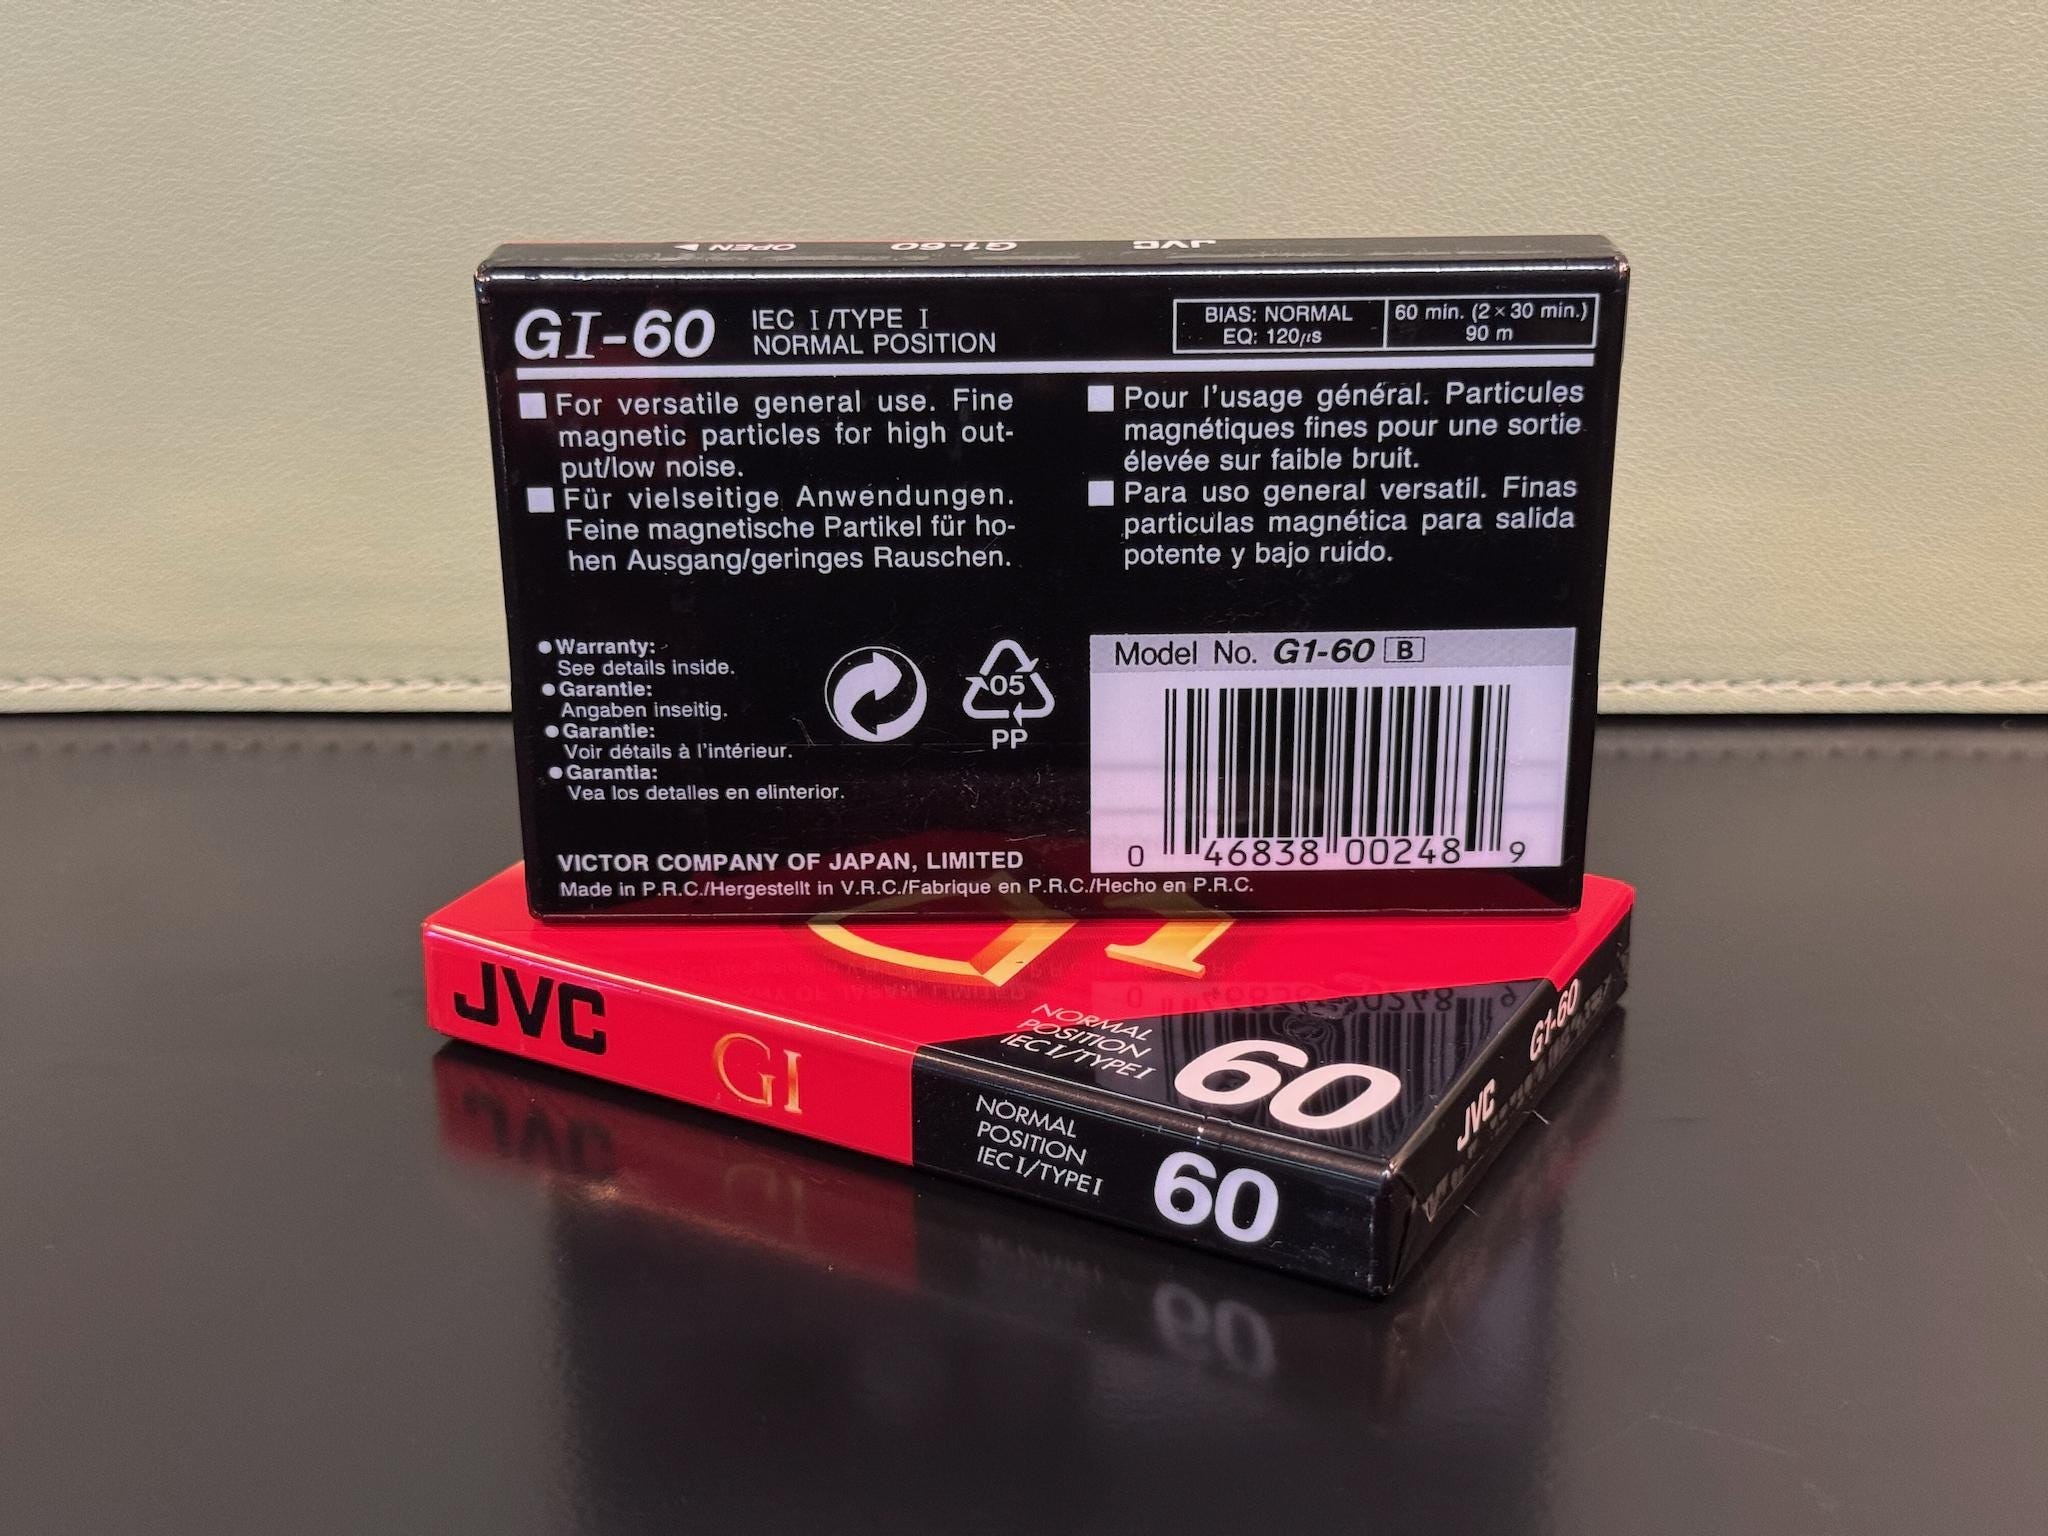 OPEN G1-60 JVC
GI-60 IEC I/TYPE I
NORMAL POSITION
BIAS: NORMAL
EQ: 120μs
60 min. (2×30 min.)
90 m
For versatile general use. Fine
magnetic particles for high out-
put/low noise.
Für vielseitige Anwendungen.
Feine magnetische Partikel für ho-
hen Ausgang/geringes Rauschen.
Pour l'usage général. Particules
magnétiques fines pour une sortie
élevée sur faible bruit.
Para uso general versatil. Finas
particulas magnética para salida
potente y bajo ruido.
Warranty:
See details inside.
Garantie:
Angaben inseitig.
Garantie:
Voir détails à l'intérieur.
Garantia:
Vea los detalles en elinterior.
05
PP
Model No. G1-60 B
0 46838 00248 9
VICTOR COMPANY OF JAPAN, LIMITED
Made in P.R.C./Hergestellt in V.R.C./Fabrique en P.R.C./Hecho en P.R.C.
GI
NORMAL
POSITION
IEC I/TYPE I
60
JVC GI
NORMAL
POSITION
IEC I/TYPE I
60
JVC G1-60